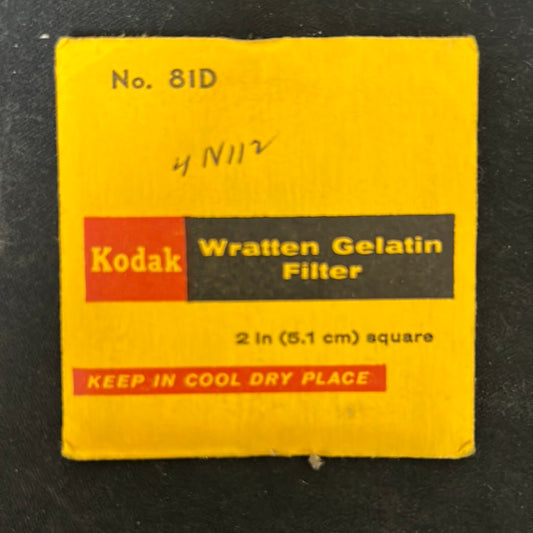 No. 81D
4 N112
Kodak
Wratten Gelatin
Filter
2 in (5.1 cm) square
KEEP IN COOL DRY PLACE